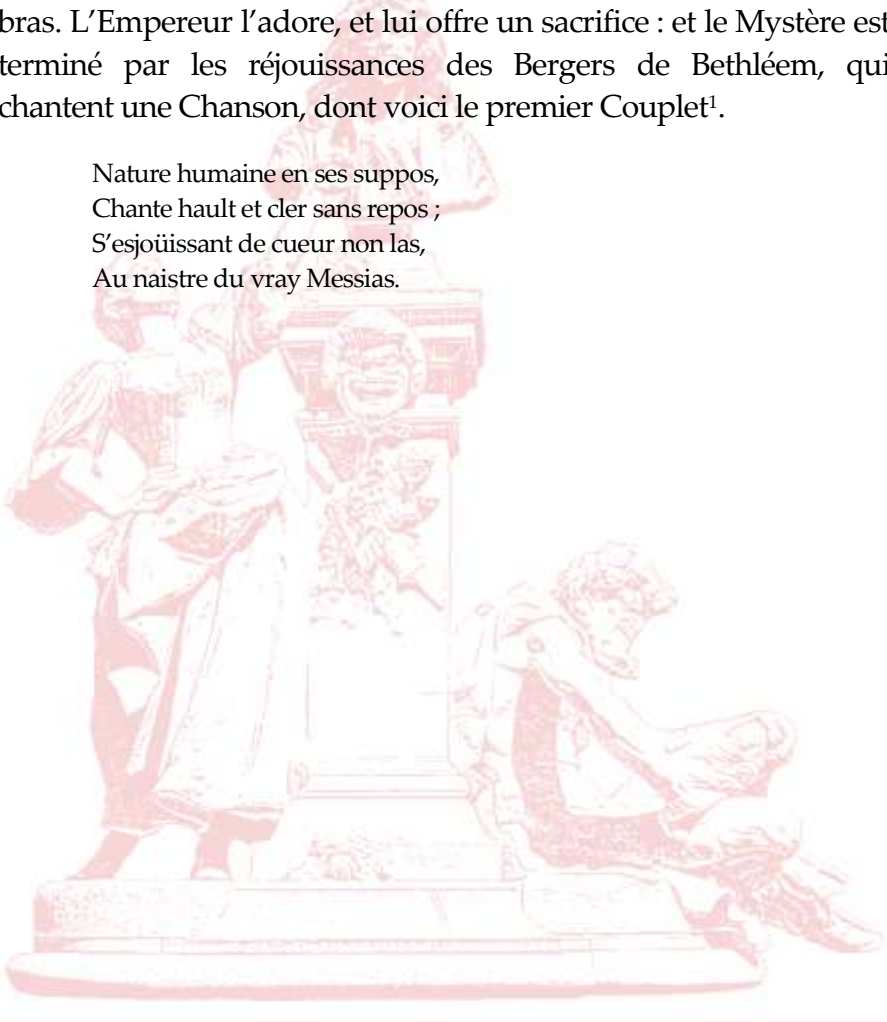 bras. L’Empereur l’adore, et lui offre un sacrifice : et le Mystère est
terminé par les réjouissances des Bergers de Bethléem, qui
chantent une Chanson, dont voici le premier Couplet¹.
Nature humaine en ses suppos,
Chante hault et cler sans repos ;
S’esjoüissant de cueur non las,
Au naistre du vray Messias.